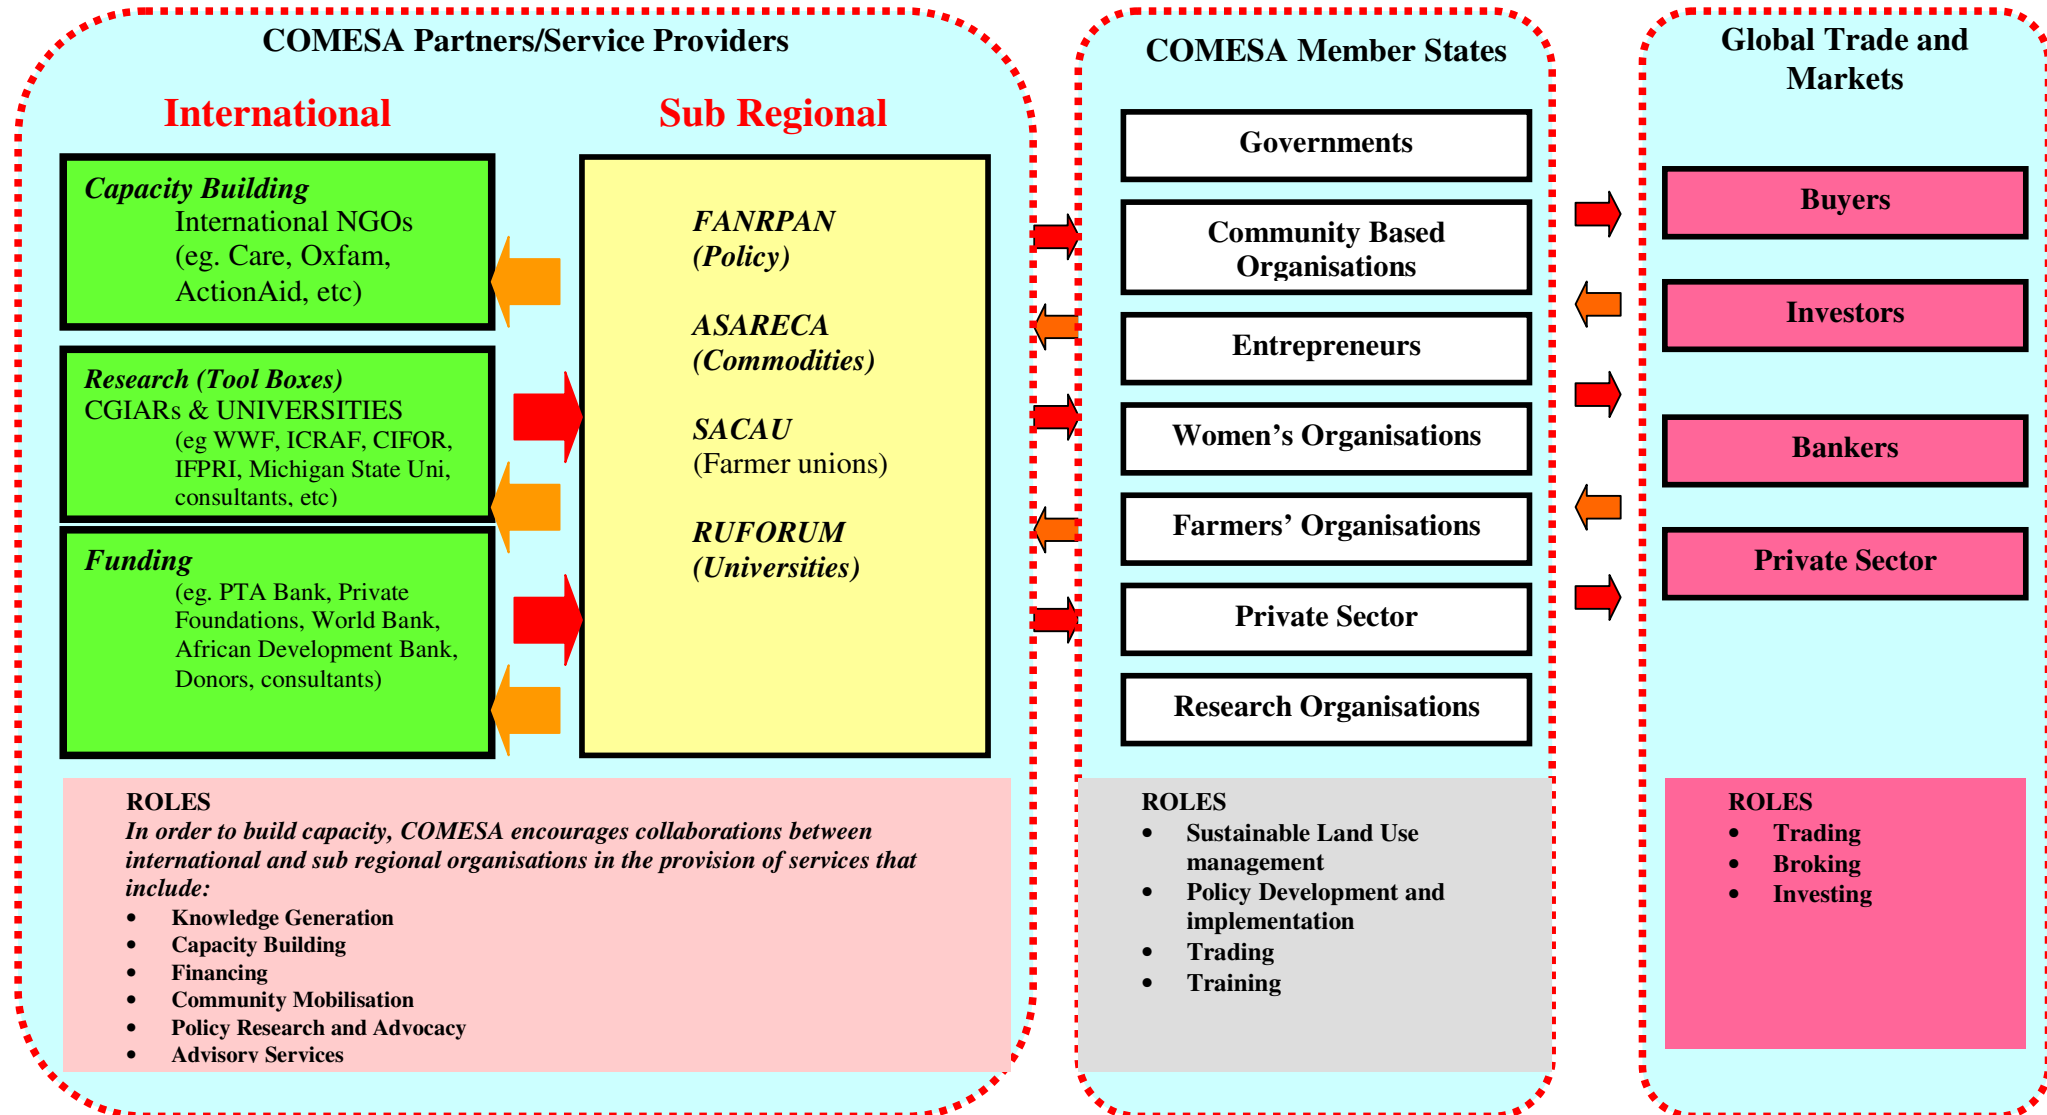 COMESA Partners/Service Providers
International
Sub Regional
Capacity Building
International NGOs
(eg. Care, Oxfam,
ActionAid, etc)
Research (Tool Boxes)
CGIARs & UNIVERSITIES
(eg WWF, ICRAF, CIFOR,
IFPRI, Michigan State Uni,
consultants, etc)
Funding
(eg. PTA Bank, Private
Foundations, World Bank,
African Development Bank,
Donors, consultants)
FANRPAN
(Policy)
ASARECA
(Commodities)
SACAU
(Farmer unions)
RUFORUM
(Universities)
ROLES
In order to build capacity, COMESA encourages collaborations between
international and sub regional organisations in the provision of services that
include:
• Knowledge Generation
• Capacity Building
• Financing
• Community Mobilisation
• Policy Research and Advocacy
• Advisory Services
COMESA Member States
Governments
Community Based
Organisations
Entrepreneurs
Women’s Organisations
Farmers’ Organisations
Private Sector
Research Organisations
ROLES
• Sustainable Land Use
management
• Policy Development and
implementation
• Trading
• Training
Global Trade and
Markets
Buyers
Investors
Bankers
Private Sector
ROLES
• Trading
• Broking
• Investing